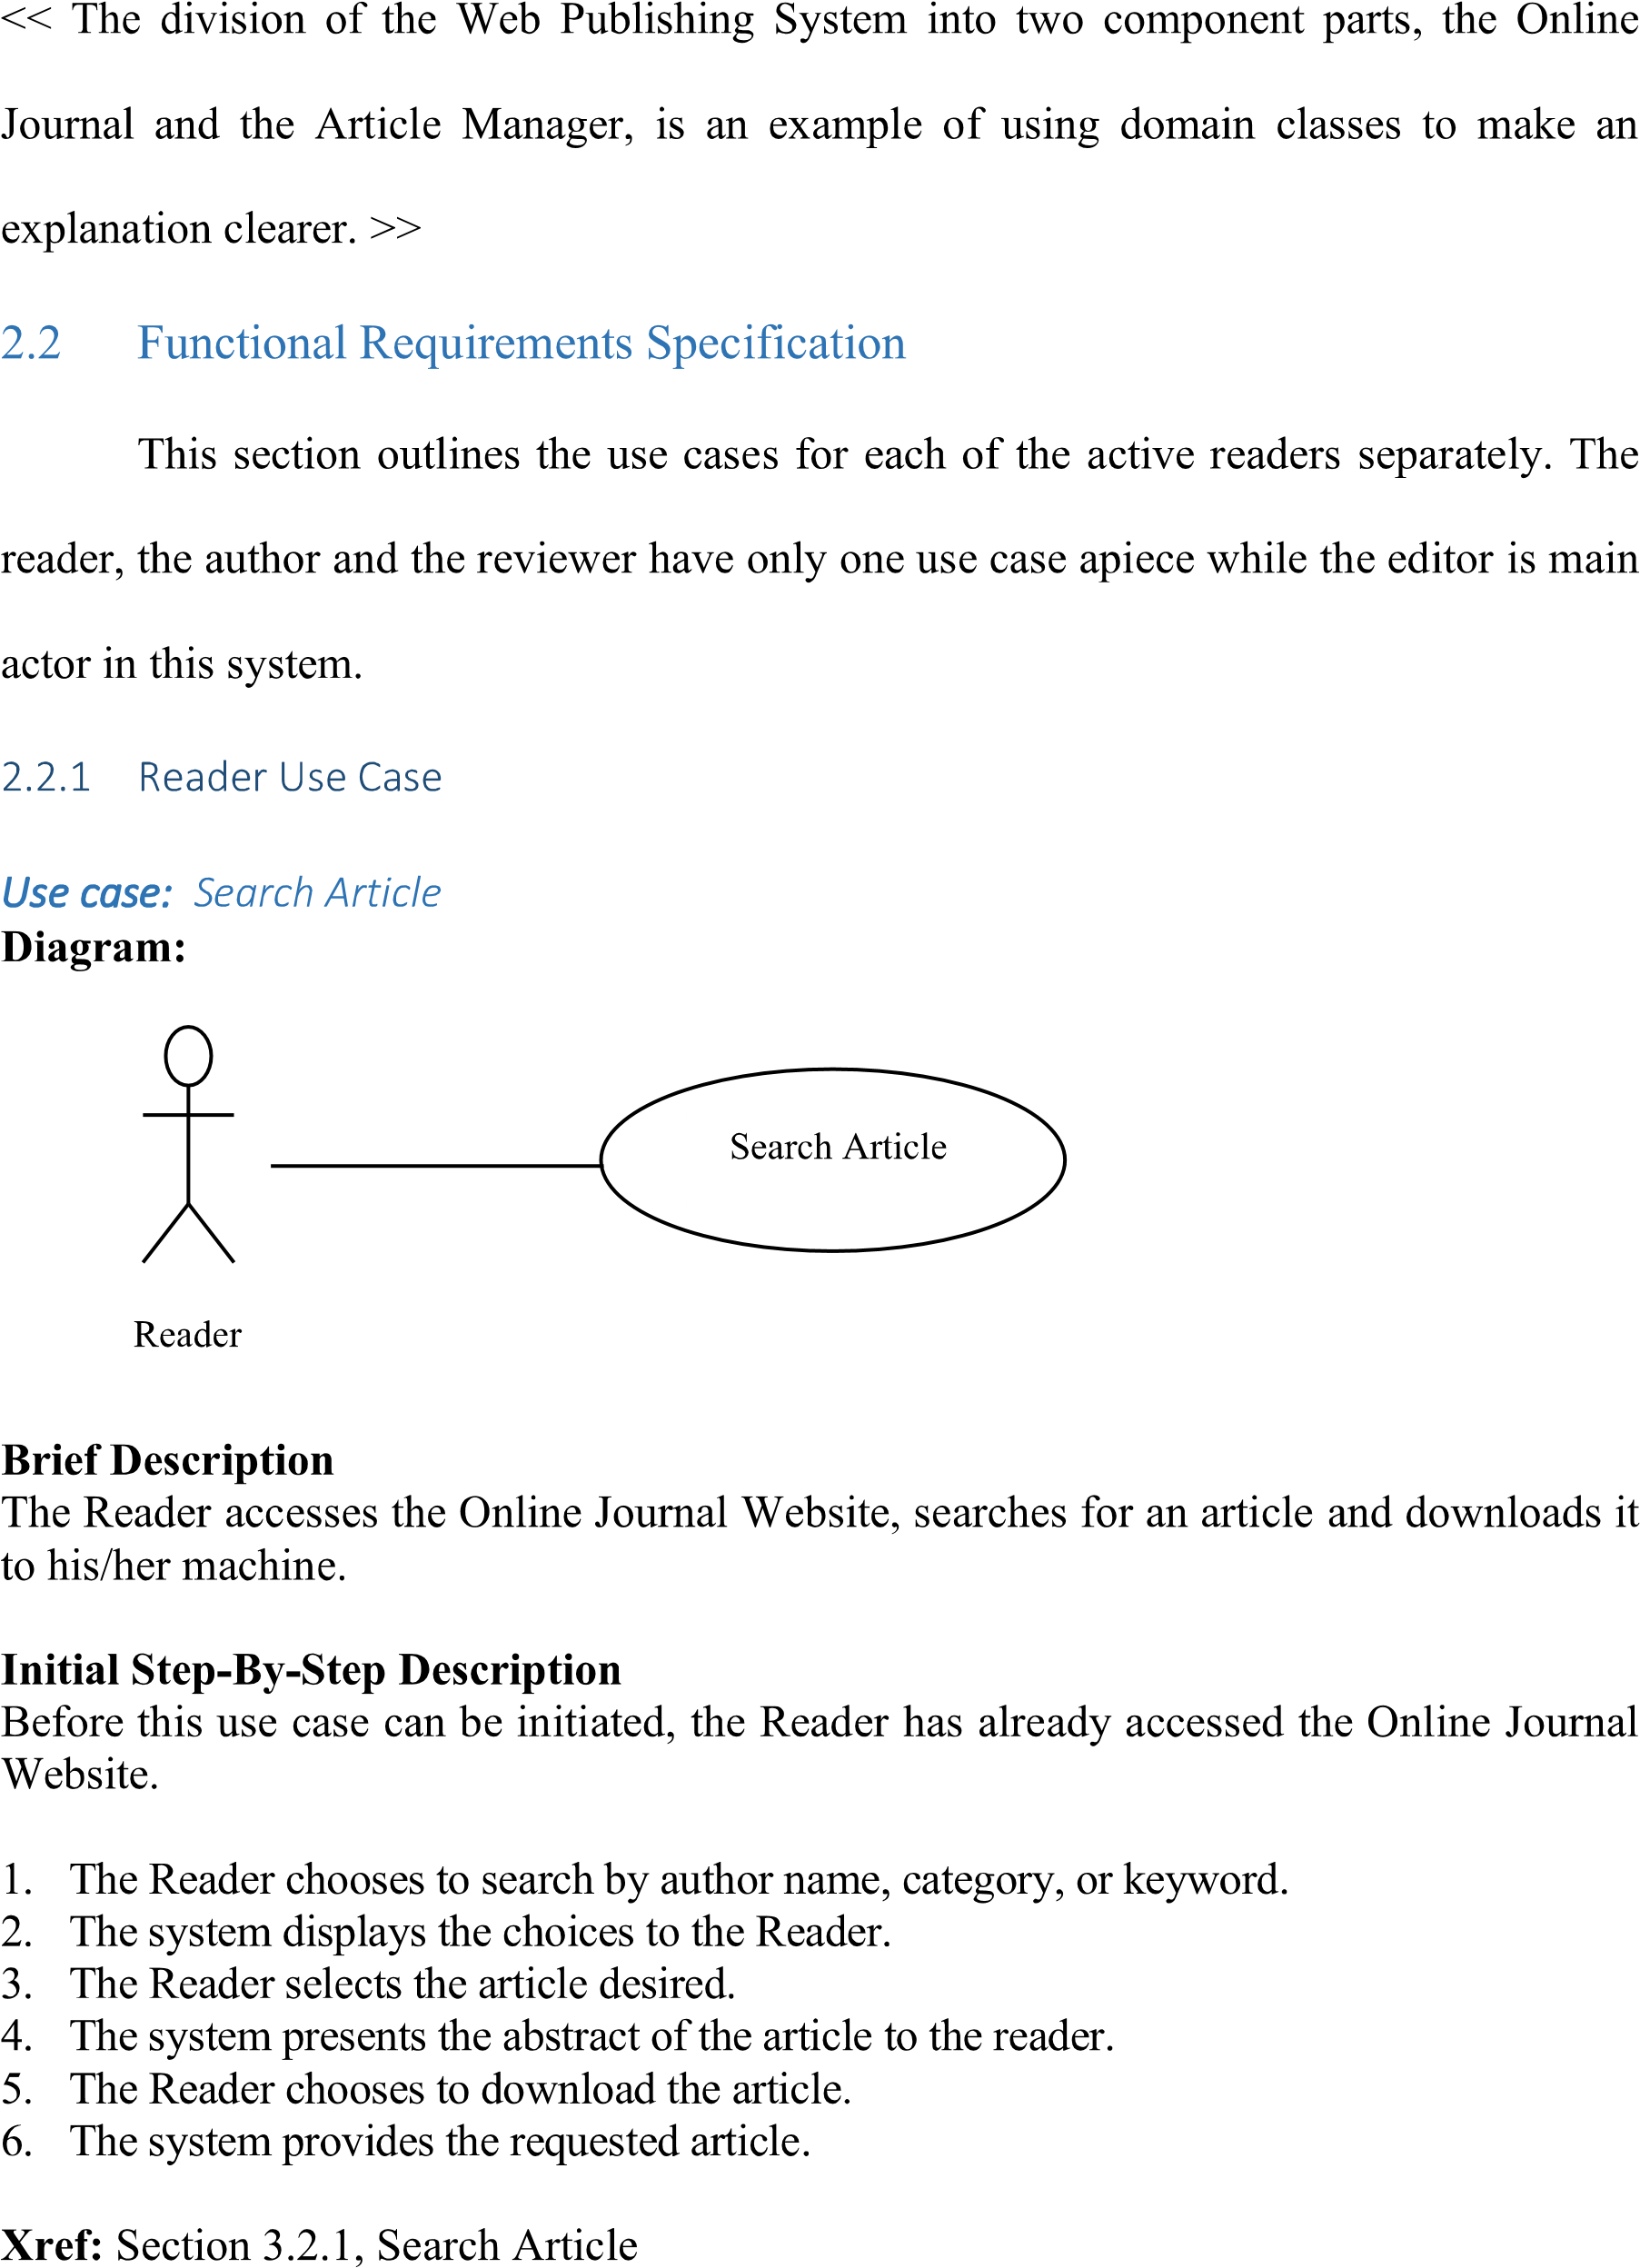 << The division of the Web Publishing System into two component parts, the Online
Journal and the Article Manager, is an example of using domain classes to make an
explanation clearer. >>
2.2 Functional Requirements Specification
This section outlines the use cases for each of the active readers separately. The
reader, the author and the reviewer have only one use case apiece while the editor is main
actor in this system.
2.2.1 Reader Use Case
Use case: Search Article
Diagram:
Search Article
Reader
Brief Description
The Reader accesses the Online Journal Website, searches for an article and downloads it
to his/her machine.
Initial Step-By-Step Description
Before this use case can be initiated, the Reader has already accessed the Online Journal
Website.
1. The Reader chooses to search by author name, category, or keyword.
2. The system displays the choices to the Reader.
3. The Reader selects the article desired.
4. The system presents the abstract of the article to the reader.
5. The Reader chooses to download the article.
6. The system provides the requested article.
Xref: Section 3.2.1, Search Article